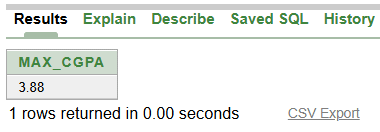 Results Explain Describe Saved SQL History
MAX_CGPA
3.88
1 rows returned in 0.00 seconds CSV Export